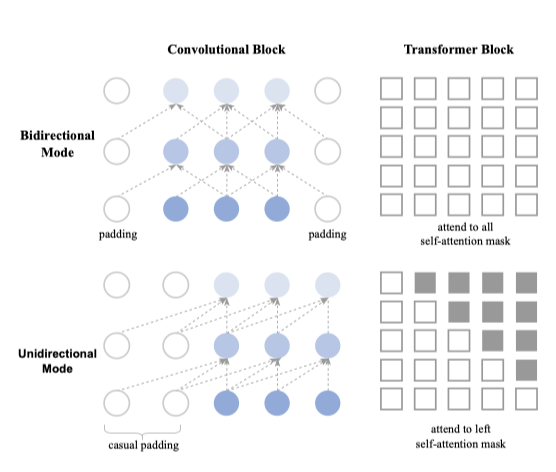 Convolutional Block
Transformer Block
Bidirectional
Mode
padding
padding
attend to all
self-attention mask
Unidirectional
Mode
casual padding
attend to left
self-attention mask